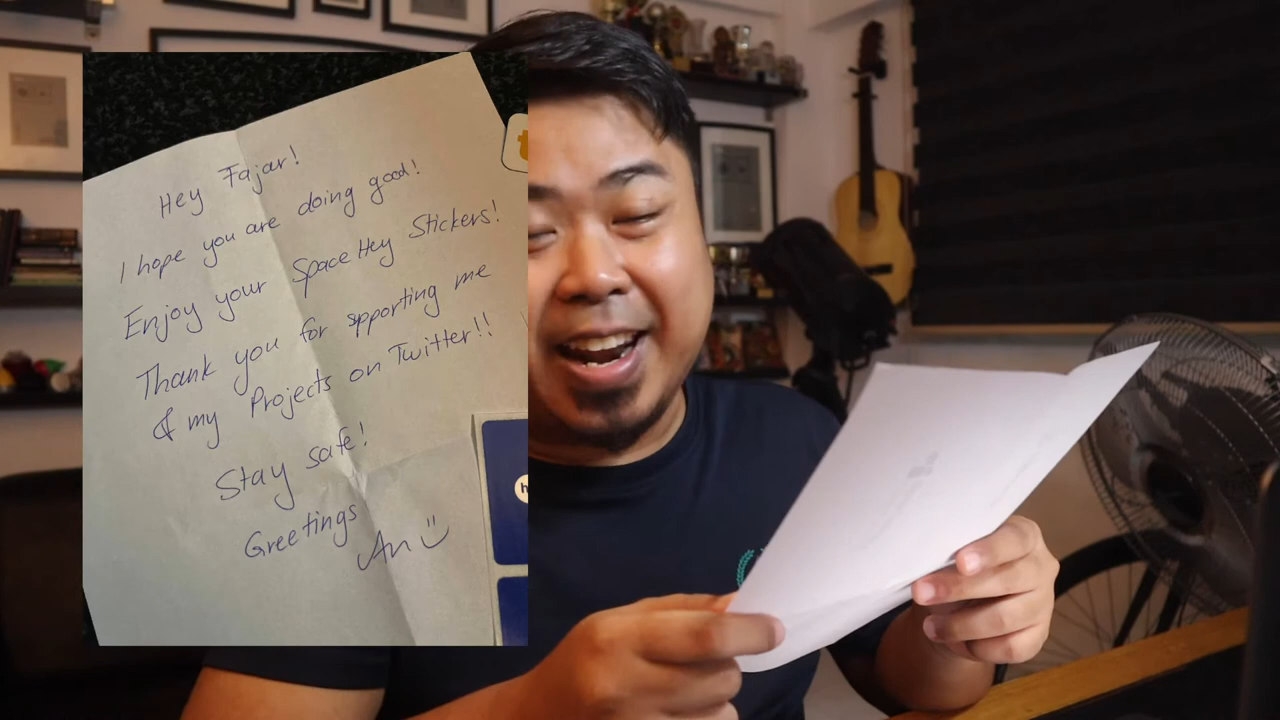 Hey Fajar!
I hope you are doing good!
Enjoy your SpaceHey Stickers!
Thank you for spporting me
& my Projects on Twitter!!
Stay safe!
Greetings
An